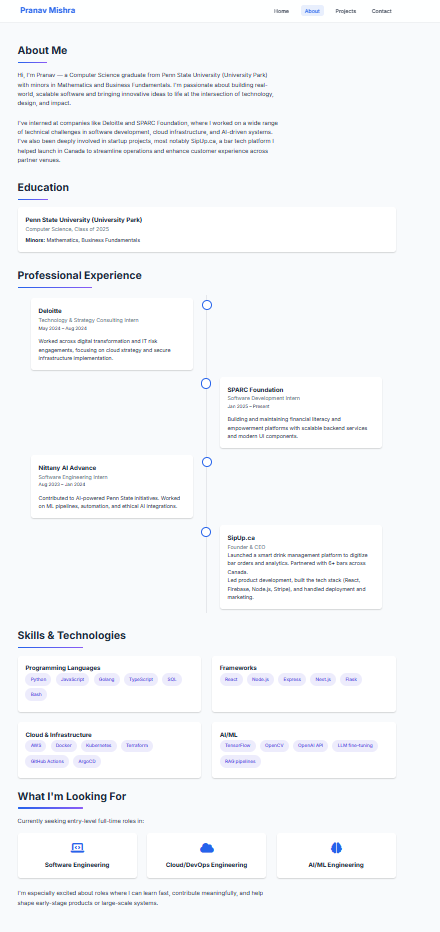 Pranav Mishra
Home
About
Projects
Contact
About Me
Hi, I'm Pranav — a Computer Science graduate from Penn State University (University Park)
with minors in Mathematics and Business Fundamentals. I'm passionate about building real-
world, scalable software and bringing innovative ideas to life at the intersection of technology,
design, and impact.
I've interned at companies like Deloitte and SPARC Foundation, where I worked on a wide range
of technical challenges in software development, cloud infrastructure, and AI-driven systems.
I've also been deeply involved in startup projects, most notably SipUp.ca, a bar tech platform I
helped launch in Canada to streamline operations and enhance customer experience across
partner venues.
Education
Penn State University (University Park)
Computer Science, Class of 2025
Minors: Mathematics, Business Fundamentals
Professional Experience
Deloitte
Technology & Strategy Consulting Intern
May 2024 – Aug 2024
Worked across digital transformation and IT risk
engagements, focusing on cloud strategy and secure
infrastructure implementation.
SPARC Foundation
Software Development Intern
Jan 2025 – Present
Building and maintaining financial literacy and
empowerment platforms with scalable backend services
and modern UI components.
Nittany AI Advance
Software Engineering Intern
Aug 2023 – Jan 2024
Contributed to AI-powered Penn State initiatives. Worked
on ML pipelines, automation, and ethical AI integrations.
SipUp.ca
Founder & CEO
Launched a smart drink management platform to digitize
bar orders and analytics. Partnered with 6+ bars across
Canada.
Led product development, built the tech stack (React,
Firebase, Node.js, Stripe), and handled deployment and
marketing.
Skills & Technologies
Programming Languages
Python
JavaScript
Golang
TypeScript
SQL
Bash
Frameworks
React
Node.js
Express
Next.js
Flask
Cloud & Infrastructure
AWS
Docker
Kubernetes
Terraform
GitHub Actions
ArgoCD
AI/ML
TensorFlow
OpenCV
OpenAI API
LLM fine-tuning
RAG pipelines
What I'm Looking For
Currently seeking entry-level full-time roles in:
Software Engineering
Cloud/DevOps Engineering
AI/ML Engineering
I'm especially excited about roles where I can learn fast, contribute meaningfully, and help
shape early-stage products or large-scale systems.